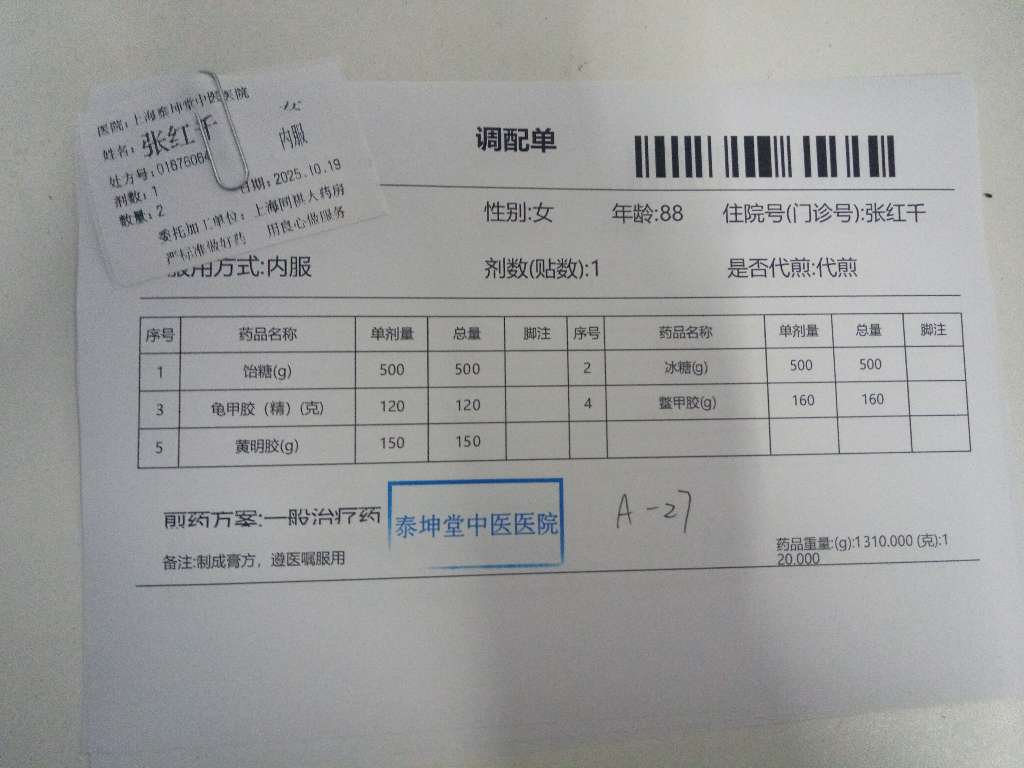 医院：上海泰坤堂中医医院
姓名：张红千 女
处方号：01675064 内服
剂数：1 日期：2025.10.19
数量：2
委托加工单位：上海同祺大药房
严标准做好药 用良心做服务
调配单
性别:女 年龄:88 住院号(门诊号):张红千
服用方式:内服 剂数(贴数):1 是否代煎:代煎
序号 药品名称 单剂量 总量 脚注 序号 药品名称 单剂量 总量 脚注
1 饴糖(g) 500 500 2 冰糖(g) 500 500
3 龟甲胶（精）(克) 120 120 4 鳖甲胶(g) 160 160
5 黄明胶(g) 150 150
煎药方案:一般治疗药
泰坤堂中医医院
A-27
备注:制成膏方，遵医嘱服用
药品重量:(g):1310.000 (克):1
20.000